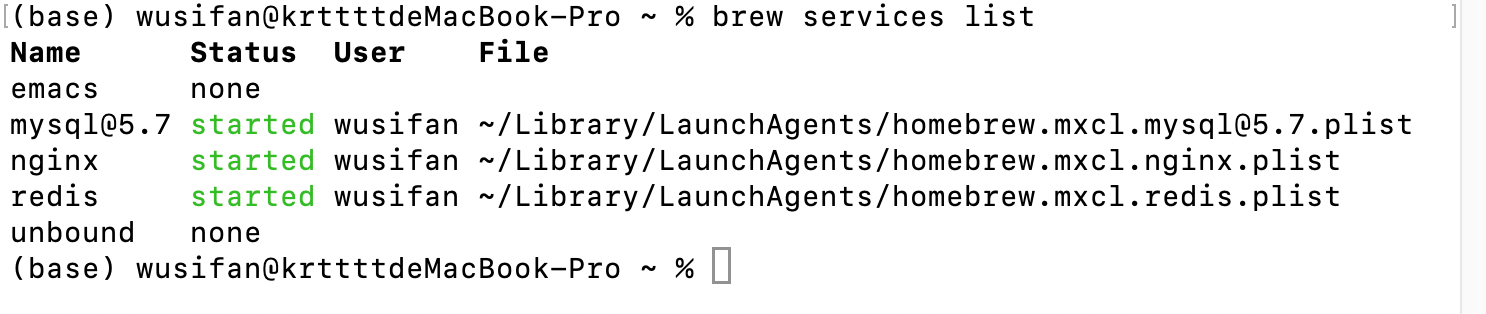 [(base) wusifan@krttttdeMacBook-Pro ~ % brew services list ]
Name Status User File
emacs none
mysql@5.7 started wusifan ~/Library/LaunchAgents/homebrew.mxcl.mysql@5.7.plist
nginx started wusifan ~/Library/LaunchAgents/homebrew.mxcl.nginx.plist
redis started wusifan ~/Library/LaunchAgents/homebrew.mxcl.redis.plist
unbound none
(base) wusifan@krttttdeMacBook-Pro ~ %